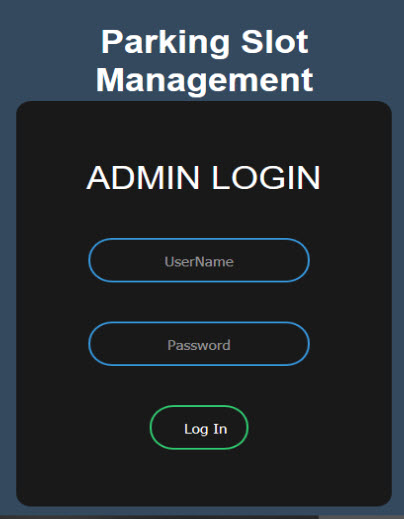 Parking Slot
Management
ADMIN LOGIN
UserName
Password
Log In